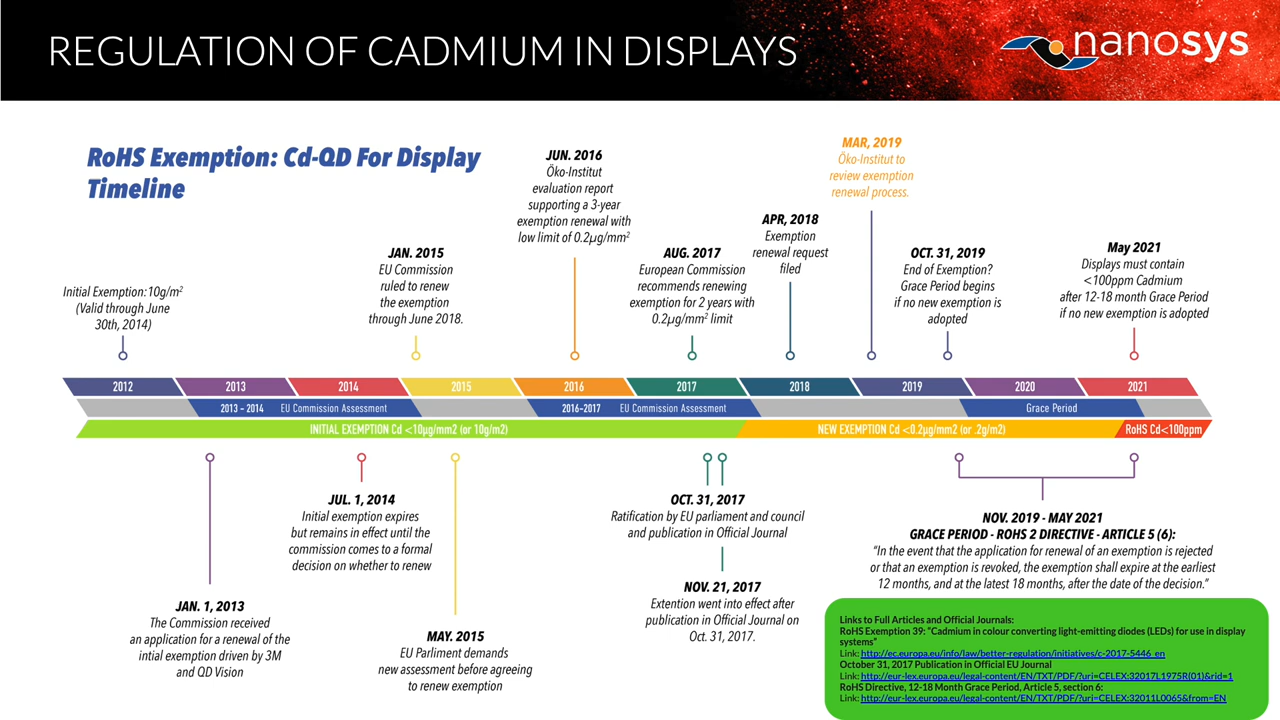 REGULATION OF CADMIUM IN DISPLAYS
nanosys
RoHS Exemption: Cd-QD For Display
Timeline
Initial Exemption:10g/m²
(Valid through June
30th, 2014)
JAN. 2015
EU Commission
ruled to renew
the exemption
through June 2018.
JUN. 2016
Öko-Institut
evaluation report
supporting a 3-year
exemption renewal with
low limit of 0.2µg/mm²
AUG. 2017
European Commission
recommends renewing
exemption for 2 years with
0.2µg/mm² limit
APR, 2018
Exemption
renewal request
filed
MAR, 2019
Öko-Institut to
review exemption
renewal process.
OCT. 31, 2019
End of Exemption?
Grace Period begins
if no new exemption is
adopted
May 2021
Displays must contain
<100ppm Cadmium
after 12-18 month Grace Period
if no new exemption is adopted
2012 2013 2014 2015 2016 2017 2018 2019 2020 2021
2013 – 2014 EU Commission Assessment 2016–2017 EU Commission Assessment Grace Period
INITIAL EXEMPTION Cd <10µg/mm2 (or 10g/m2) NEW EXEMPTION Cd <0.2µg/mm2 (or .2g/m2) RoHS Cd<100ppm
JAN. 1, 2013
The Commission received
an application for a renewal of the
intial exemption driven by 3M
and QD Vision
JUL. 1, 2014
Initial exemption expires
but remains in effect until the
commission comes to a formal
decision on whether to renew
MAY. 2015
EU Parliment demands
new assessment before agreeing
to renew exemption
OCT. 31, 2017
Ratification by EU parliament and council
and publication in Official Journal
NOV. 21, 2017
Extention went into effect after
publication in Official Journal on
Oct. 31, 2017.
NOV. 2019 - MAY 2021
GRACE PERIOD - ROHS 2 DIRECTIVE - ARTICLE 5 (6):
“In the event that the application for renewal of an exemption is rejected
or that an exemption is revoked, the exemption shall expire at the earliest
12 months, and at the latest 18 months, after the date of the decision.”
Links to Full Articles and Official Journals:
RoHS Exemption 39: “Cadmium in colour converting light-emitting diodes (LEDs) for use in display
systems”
Link: http://ec.europa.eu/info/law/better-regulation/initiatives/c-2017-5446_en
October 31, 2017 Publication in Official EU Journal
Link: http://eur-lex.europa.eu/legal-content/EN/TXT/PDF/?uri=CELEX:32017L1975R(01)&rid=1
RoHS Directive, 12-18 Month Grace Period, Article 5, section 6:
Link: http://eur-lex.europa.eu/legal-content/EN/TXT/PDF/?uri=CELEX:32011L0065&from=EN